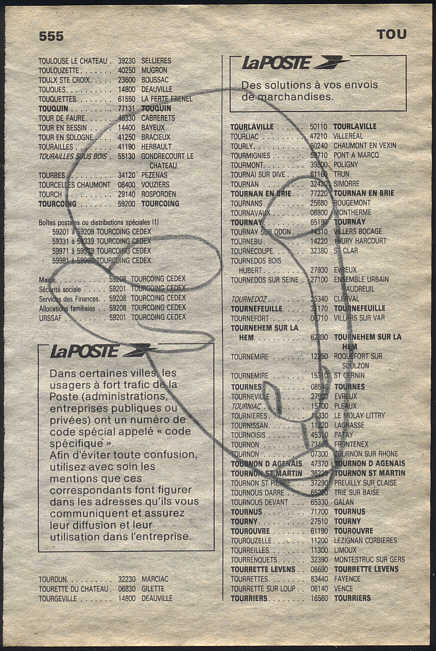 555
TOU
TOULOUSE LE CHATEAU . 39230 SELLIERES
TOULOUZETTE . . . . . . . 40250 MUGRON
TOULX STE CROIX . . . . 23600 BOUSSAC
TOUQUES . . . . . . . . 14800 DEAUVILLE
TOUQUETTES . . . . . . . 61550 LA FERTE FRENEL
TOUQUIN . . . . . . . . 77131 TOUQUIN
TOUR DE FAURE . . . . . 46330 CABRERETS
TOUR EN BESSIN . . . . 14400 BAYEUX
TOUR EN SOLOGNE . . . . 41250 BRACIEUX
TOURAILLES . . . . . . . 41190 HERBAULT
TOURAILLES SOUS BOIS . 55130 GONDRECOURT LE
CHATEAU
TOURBES . . . . . . . . 34120 PEZENAS
TOURCELLES CHAUMONT 08400 VOUZIERS
TOURCH . . . . . . . . 29140 ROSPORDEN
TOURCOING . . . . . . . 59200 TOURCOING
Boîtes postales ou distributions spéciales (1)
59201 à 59209 TOURCOING CEDEX
59331 à 59339 TOURCOING CEDEX
59971 à 59979 TOURCOING CEDEX
TOURCOING CEDEX
59208 TOURCOING CEDEX
Sécurité sociale . . . . 59201 TOURCOING CEDEX
Services des Finances . 59208 TOURCOING CEDEX
Allocations familiales . . 59208 TOURCOING CEDEX
URSSAF . . . . . . . . 59201 TOURCOING CEDEX
LA POSTE
Dans certaines villes, les
usagers à fort trafic de la
Poste (administrations,
entreprises publiques ou
privées) ont un numéro de
code spécial appelé « code
spécifique ».
Afin d'éviter toute confusion,
utilisez avec soin les
mentions que ces
correspondants font figurer
dans les adresses qu'ils vous
communiquent et assurez
leur diffusion et leur
utilisation dans l'entreprise.
TOURDUN . . . . . . . . 32230 MARCIAC
TOURETTE DU CHATEAU . 06830 GILETTE
TOURGEVILLE . . . . . . 14800 DEAUVILLE
LA POSTE
Des solutions à vos envois
de marchandises.
TOURLAVILLE . . . . . . 50110 TOURLAVILLE
TOURLIAC . . . . . . . . 47210 VILLEREAL
TOURLY . . . . . . . . . 60240 CHAUMONT EN VEXIN
TOURMIGNIES . . . . . . 59710 PONT A MARCQ
TOURMONT . . . . . . . 39800 POLIGNY
TOURNAI SUR DIVE . . . 61160 TRUN
TOURNAN . . . . . . . . 32420 SIMORRE
TOURNAN EN BRIE . . . 77220 TOURNAN EN BRIE
TOURNANS . . . . . . . 25680 ROUGEMONT
TOURNAVAUX . . . . . . 08800 MONTHERME
TOURNAY . . . . . . . . 65190 TOURNAY
TOURNAY SUR ODON . . 14310 VILLERS BOCAGE
TOURNEBU . . . . . . . 14220 THURY HARCOURT
TOURNECOUPE . . . . . 32380 ST CLAR
TOURNEDOS BOIS
HUBERT . . . . . . . . 27930 EVREUX
TOURNEDOS SUR SEINE . 27100 ENSEMBLE URBAIN
VAUDREUIL
TOURNEDOZ . . . . . . . 25340 CLERVAL
TOURNEFEUILLE . . . . . 31170 TOURNEFEUILLE
TOURNEFORT . . . . . . 06710 VILLARS SUR VAR
TOURNEHEM SUR LA
HEM . . . . . . . . . . 62890 TOURNEHEM SUR LA
HEM
TOURNEMIRE . . . . . . 12250 ROQUEFORT SUR
SOULZON
TOURNEMIRE . . . . . . 15310 ST CERNIN
TOURNES . . . . . . . . 08540 TOURNES
TOURNEVILLE . . . . . . 27930 EVREUX
TOURNIAC . . . . . . . . 15700 PLEAUX
TOURNIERES . . . . . . . 14330 LE MOLAY-LITTRY
TOURNISSAN . . . . . . 11220 LAGRASSE
TOURNOISIS . . . . . . . 45310 PATAY
TOURNON . . . . . . . . 73460 FRONTENEX
TOURNON . . . . . . . . 07300 TOURNON SUR RHONE
TOURNON D AGENAIS . 47370 TOURNON D AGENAIS
TOURNON ST MARTIN . 36220 TOURNON ST MARTIN
TOURNON ST PIERRE . . 37290 PREUILLY SUR CLAISE
TOURNOUS DARRE . . . . 65220 TRIE SUR BAISE
TOURNOUS DEVANT . . . 65330 GALAN
TOURNUS . . . . . . . . 71700 TOURNUS
TOURNY . . . . . . . . . 27510 TOURNY
TOUROUVRE . . . . . . . 61190 TOUROUVRE
TOUROUZELLE . . . . . . 11200 LEZIGNAN CORBIERES
TOURREILLES . . . . . . 11300 LIMOUX
TOURRENQUETS . . . . . 32390 MONTESTRUC SUR GERS
TOURRETTE LEVENS . . 06690 TOURRETTE LEVENS
TOURRETTES . . . . . . . 83440 FAYENCE
TOURRETTE SUR LOUP . 06140 VENCE
TOURRIERS . . . . . . . 16560 TOURRIERS